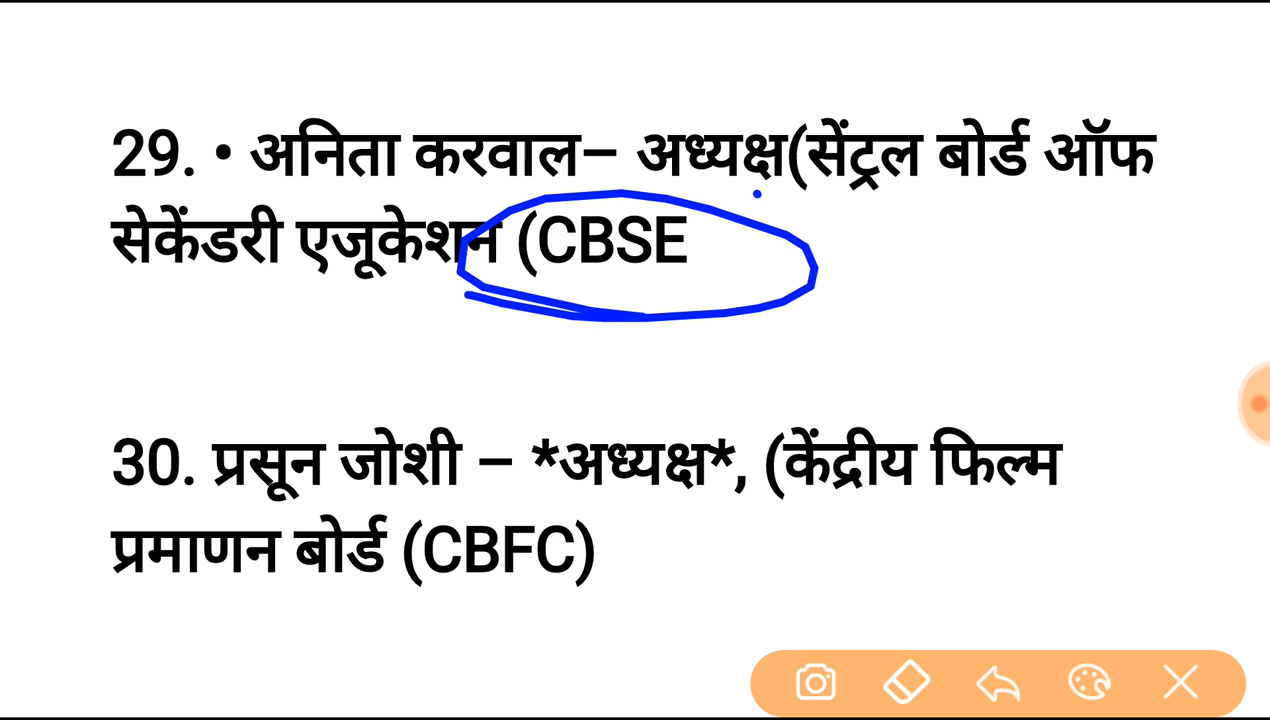 29. • अनिता करवाल– अध्यक्ष(सेंट्रल बोर्ड ऑफ
सेकेंडरी एजूकेशन (CBSE
30. प्रसून जोशी – *अध्यक्ष*, (केंद्रीय फिल्म
प्रमाणन बोर्ड (CBFC)